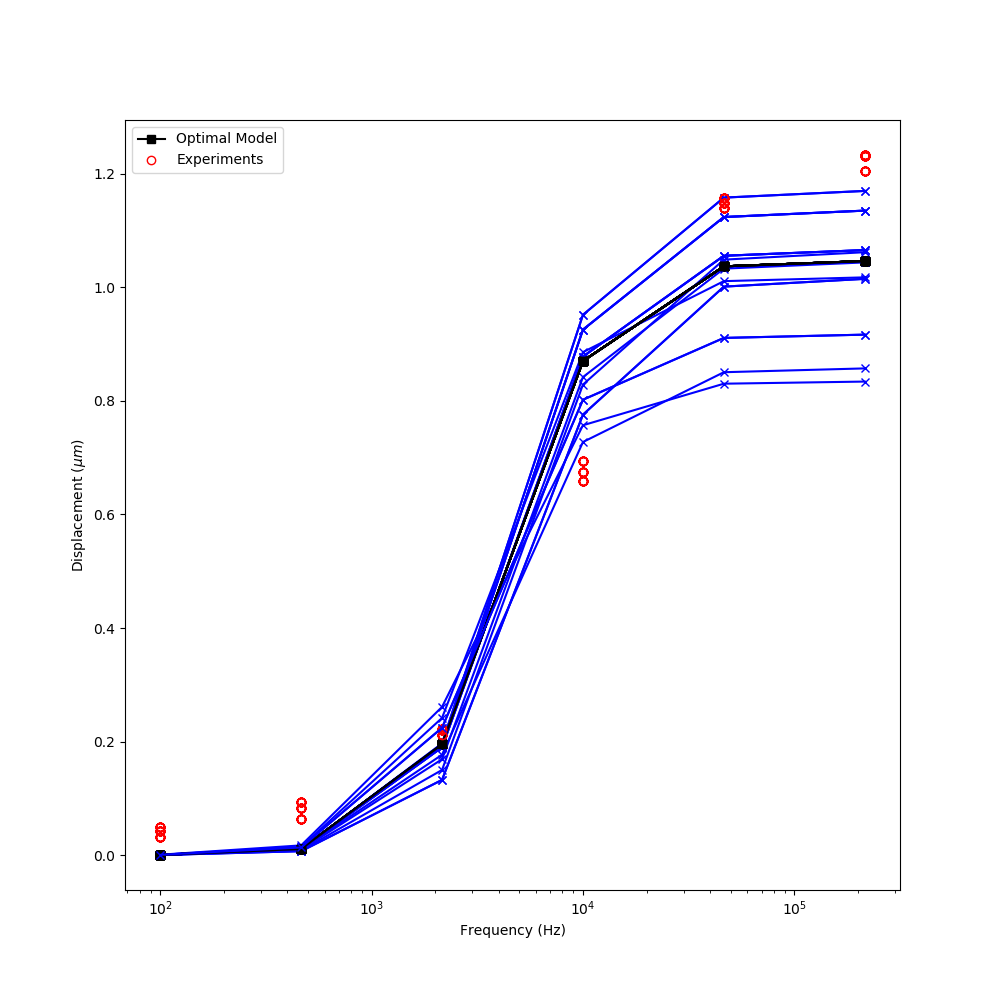 Optimal Model
Experiments
Displacement (μm)
1.2
1.0
0.8
0.6
0.4
0.2
0.0
10²
10³
10⁴
10⁵
Frequency (Hz)